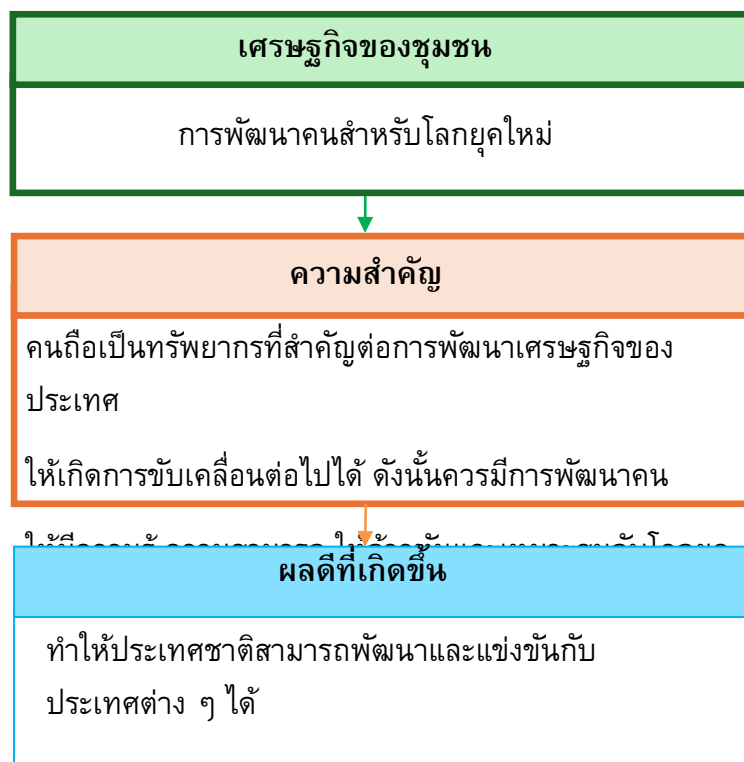 เศรษฐกิจของชุมชน
การพัฒนาคนสำหรับโลกยุคใหม่
ความสำคัญ
คนถือเป็นทรัพยากรที่สำคัญต่อการพัฒนาเศรษฐกิจของ
ประเทศ
ให้เกิดการขับเคลื่อนต่อไปได้ ดังนั้นควรมีการพัฒนาคน
ผลดีที่เกิดขึ้น
ทำให้ประเทศชาติสามารถพัฒนาและแข่งขันกับ
ประเทศต่าง ๆ ได้